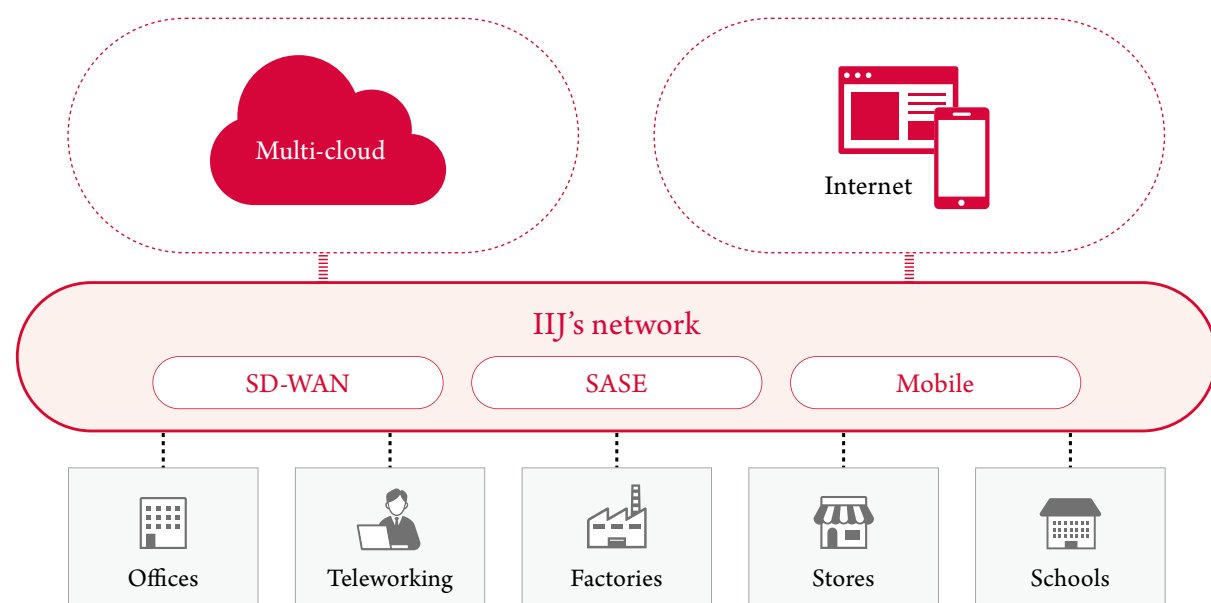 Multi-cloud
Internet
IIJ’s network
SD-WAN
SASE
Mobile
Offices
Teleworking
Factories
Stores
Schools